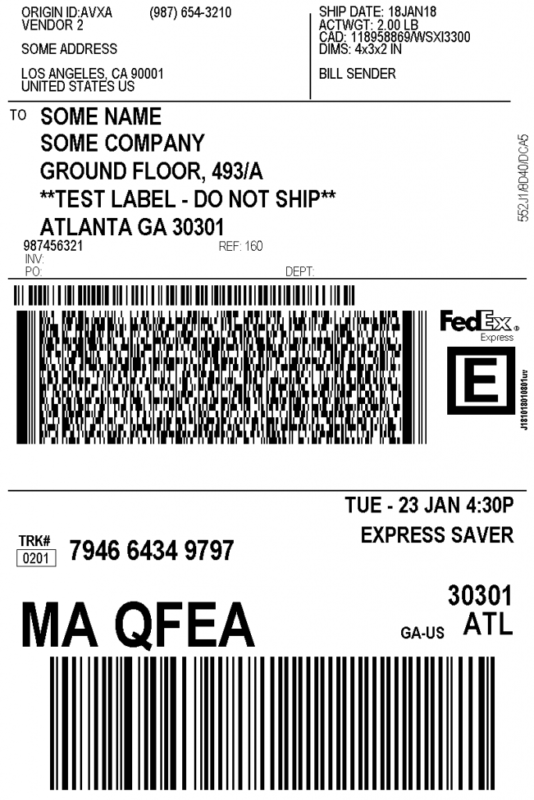 ORIGIN ID:AVXA (987) 654-3210
VENDOR 2
SOME ADDRESS
LOS ANGELES, CA 90001
UNITED STATES US
SHIP DATE: 18JAN18
ACTWGT: 2.00 LB
CAD: 118958869/WSXI3300
DIMS: 4x3x2 IN
BILL SENDER
TO SOME NAME
SOME COMPANY
GROUND FLOOR, 493/A
**TEST LABEL - DO NOT SHIP**
ATLANTA GA 30301
987456321 REF: 160
INV:
PO: DEPT:
552J1/8D40/DCA5
FedEx®
Express
E
J181018010801uv
TUE - 23 JAN 4:30P
EXPRESS SAVER
TRK#
0201 7946 6434 9797
30301
MA QFEA GA-US ATL